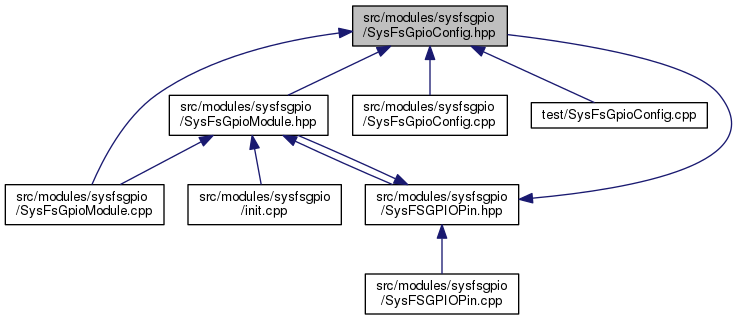 src/modules/sysfsgpio
/SysFsGpioConfig.hpp
src/modules/sysfsgpio
/SysFsGpioModule.hpp
src/modules/sysfsgpio
/SysFsGpioConfig.cpp
test/SysFsGpioConfig.cpp
src/modules/sysfsgpio
/SysFsGpioModule.cpp
src/modules/sysfsgpio
/init.cpp
src/modules/sysfsgpio
/SysFSGPIOPin.hpp
src/modules/sysfsgpio
/SysFSGPIOPin.cpp